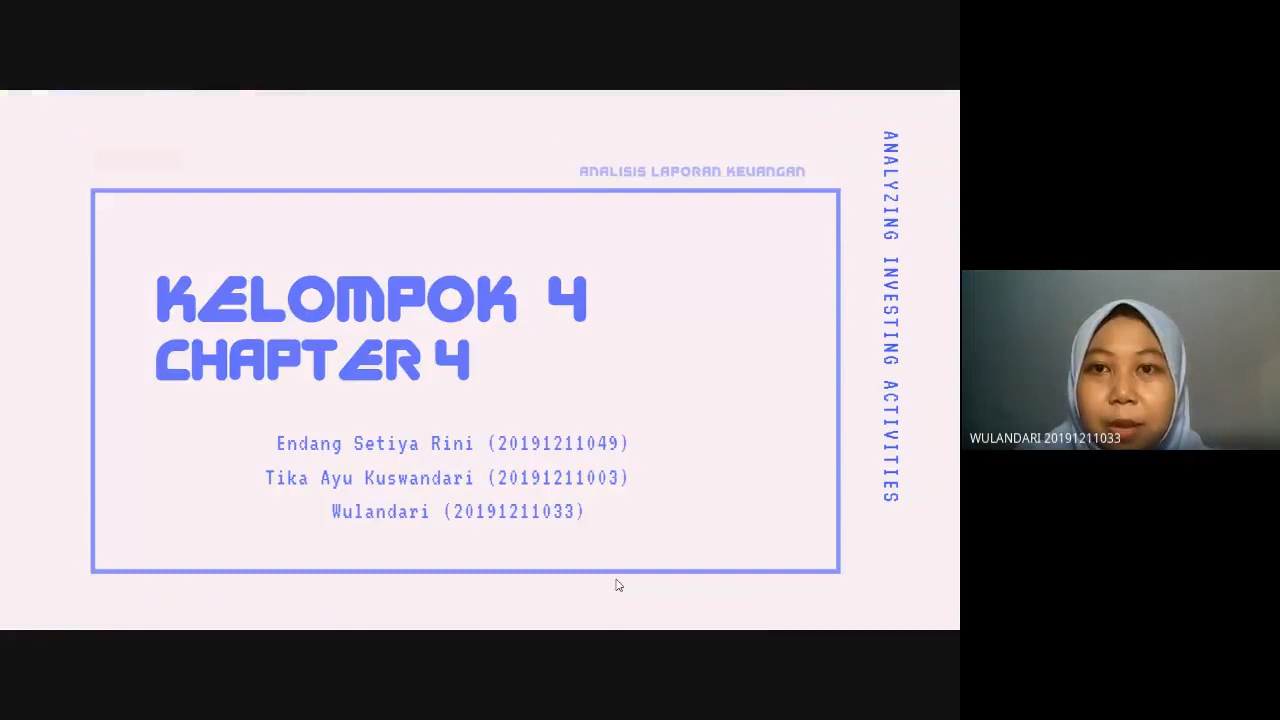 ANALISIS LAPORAN KEUANGAN
KELOMPOK 4
CHAPTER 4
Endang Setiya Rini (20191211049)
Tika Ayu Kuswandari (20191211003)
Wulandari (20191211033)
ANALYZING INVESTING ACTIVITIES
WULANDARI 20191211033